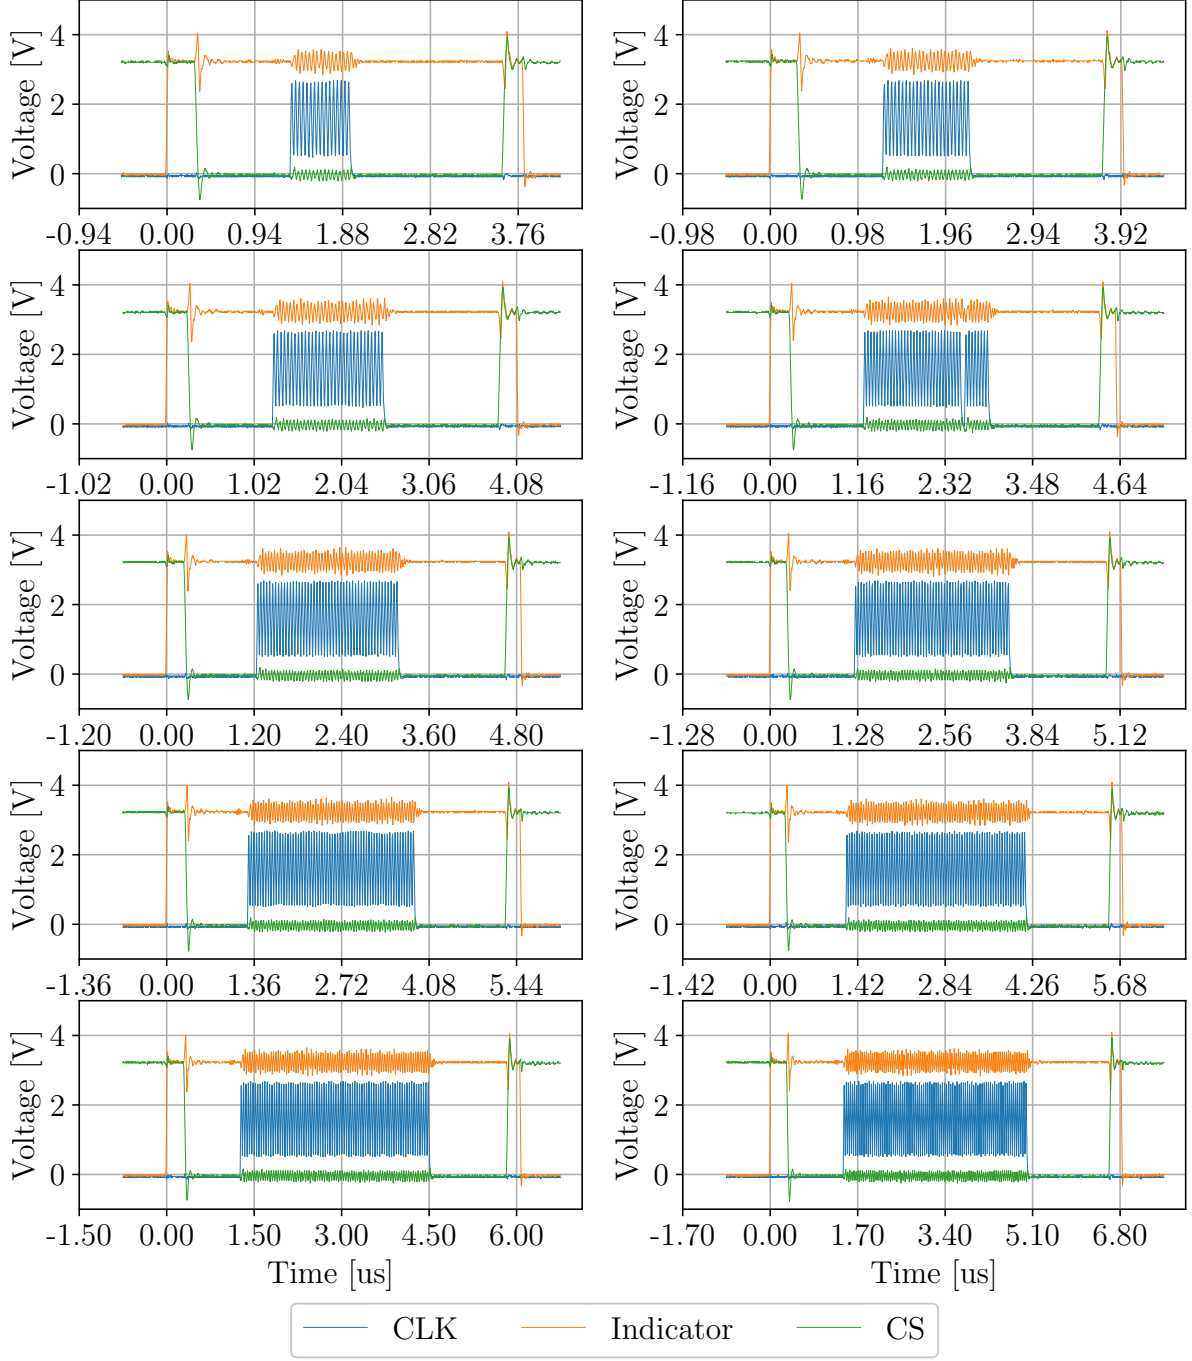 Voltage [V]
4
2
0
-0.94 0.00 0.94 1.88 2.82 3.76
Voltage [V]
4
2
0
-0.98 0.00 0.98 1.96 2.94 3.92
Voltage [V]
4
2
0
-1.02 0.00 1.02 2.04 3.06 4.08
Voltage [V]
4
2
0
-1.16 0.00 1.16 2.32 3.48 4.64
Voltage [V]
4
2
0
-1.20 0.00 1.20 2.40 3.60 4.80
Voltage [V]
4
2
0
-1.28 0.00 1.28 2.56 3.84 5.12
Voltage [V]
4
2
0
-1.36 0.00 1.36 2.72 4.08 5.44
Voltage [V]
4
2
0
-1.42 0.00 1.42 2.84 4.26 5.68
Voltage [V]
4
2
0
-1.50 0.00 1.50 3.00 4.50 6.00
Time [us]
Voltage [V]
4
2
0
-1.70 0.00 1.70 3.40 5.10 6.80
Time [us]
CLK Indicator CS